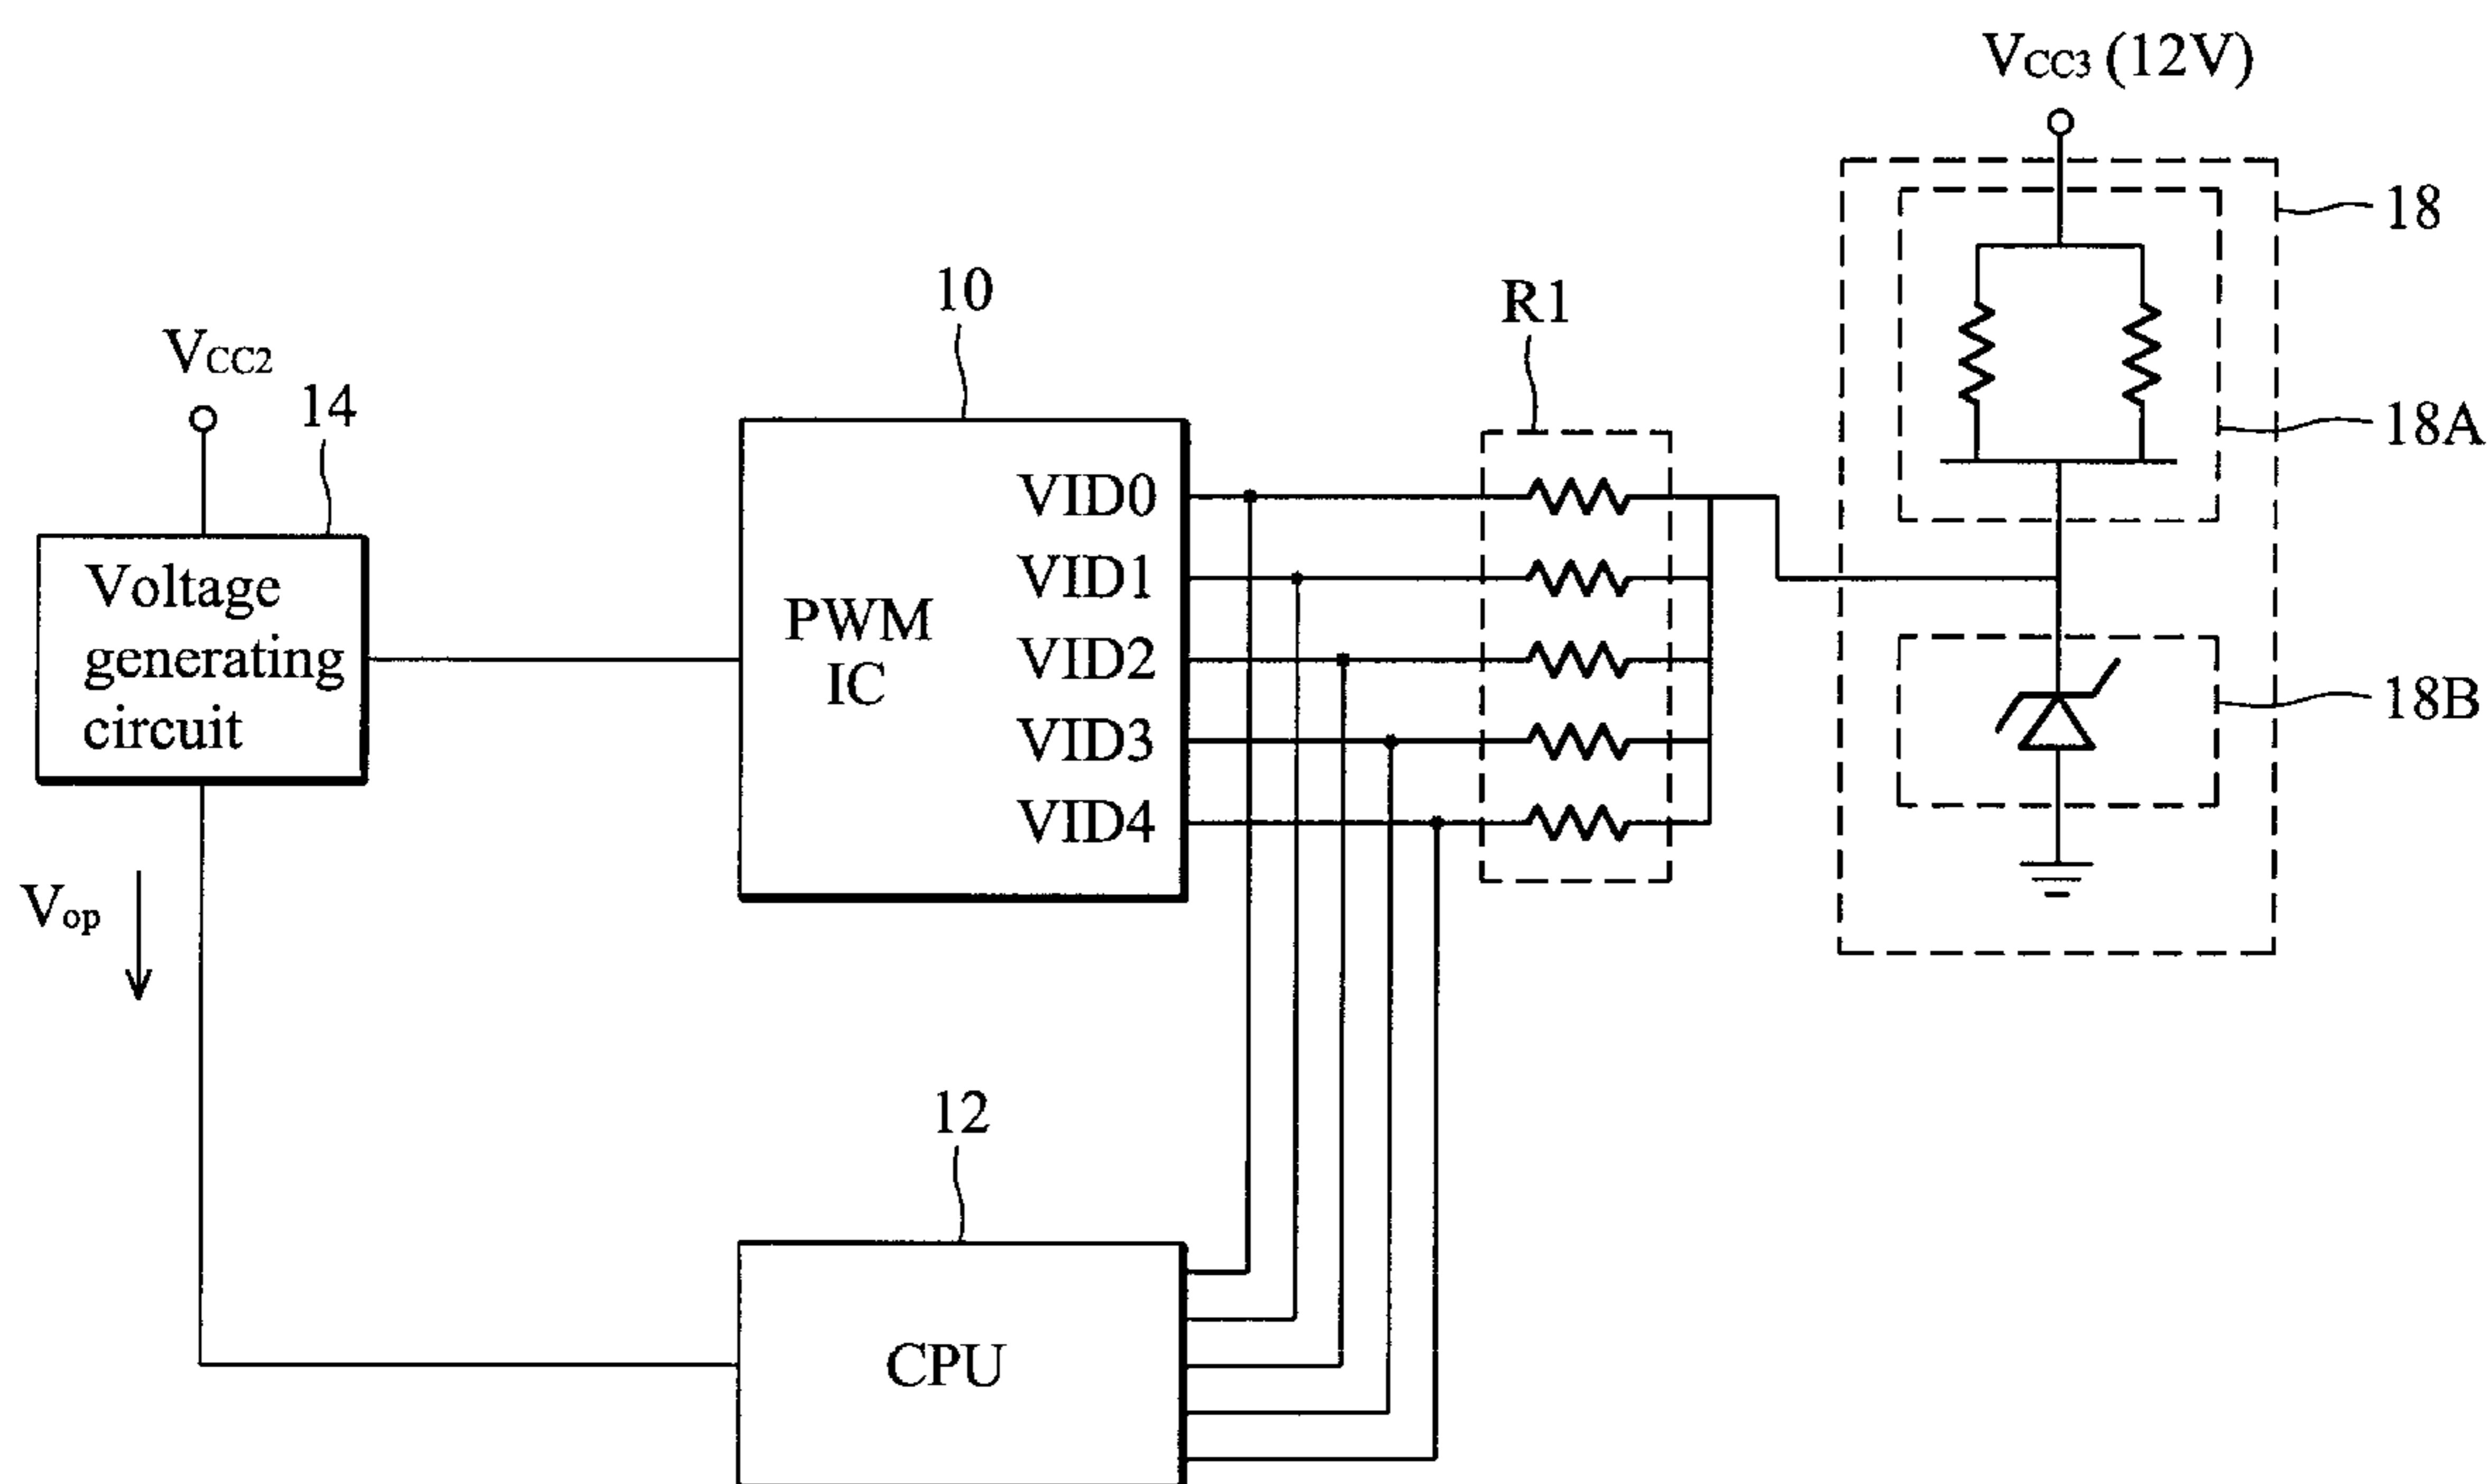 VCC3 (12V)
18
10
R1
VCC2
14
18A
VID0
VID1
VID2
VID3
VID4
PWM
IC
Voltage
generating
circuit
18B
Vop
12
CPU